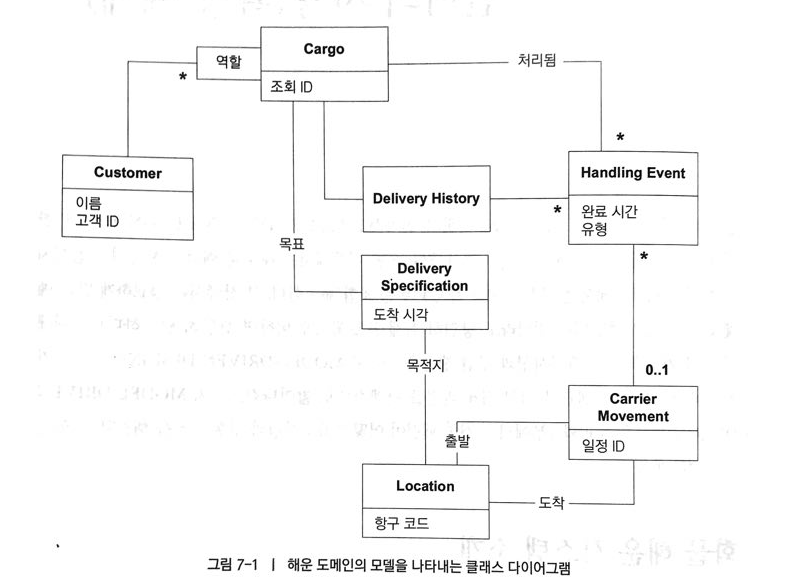 Cargo
조회 ID
역할
*
처리됨
*
Customer
이름
고객 ID
Delivery History
*
Handling Event
완료 시간
유형
*
목표
Delivery
Specification
도착 시각
목적지
0..1
Carrier
Movement
일정 ID
출발
도착
Location
항구 코드
그림 7-1 | 해운 도메인의 모델을 나타내는 클래스 다이어그램